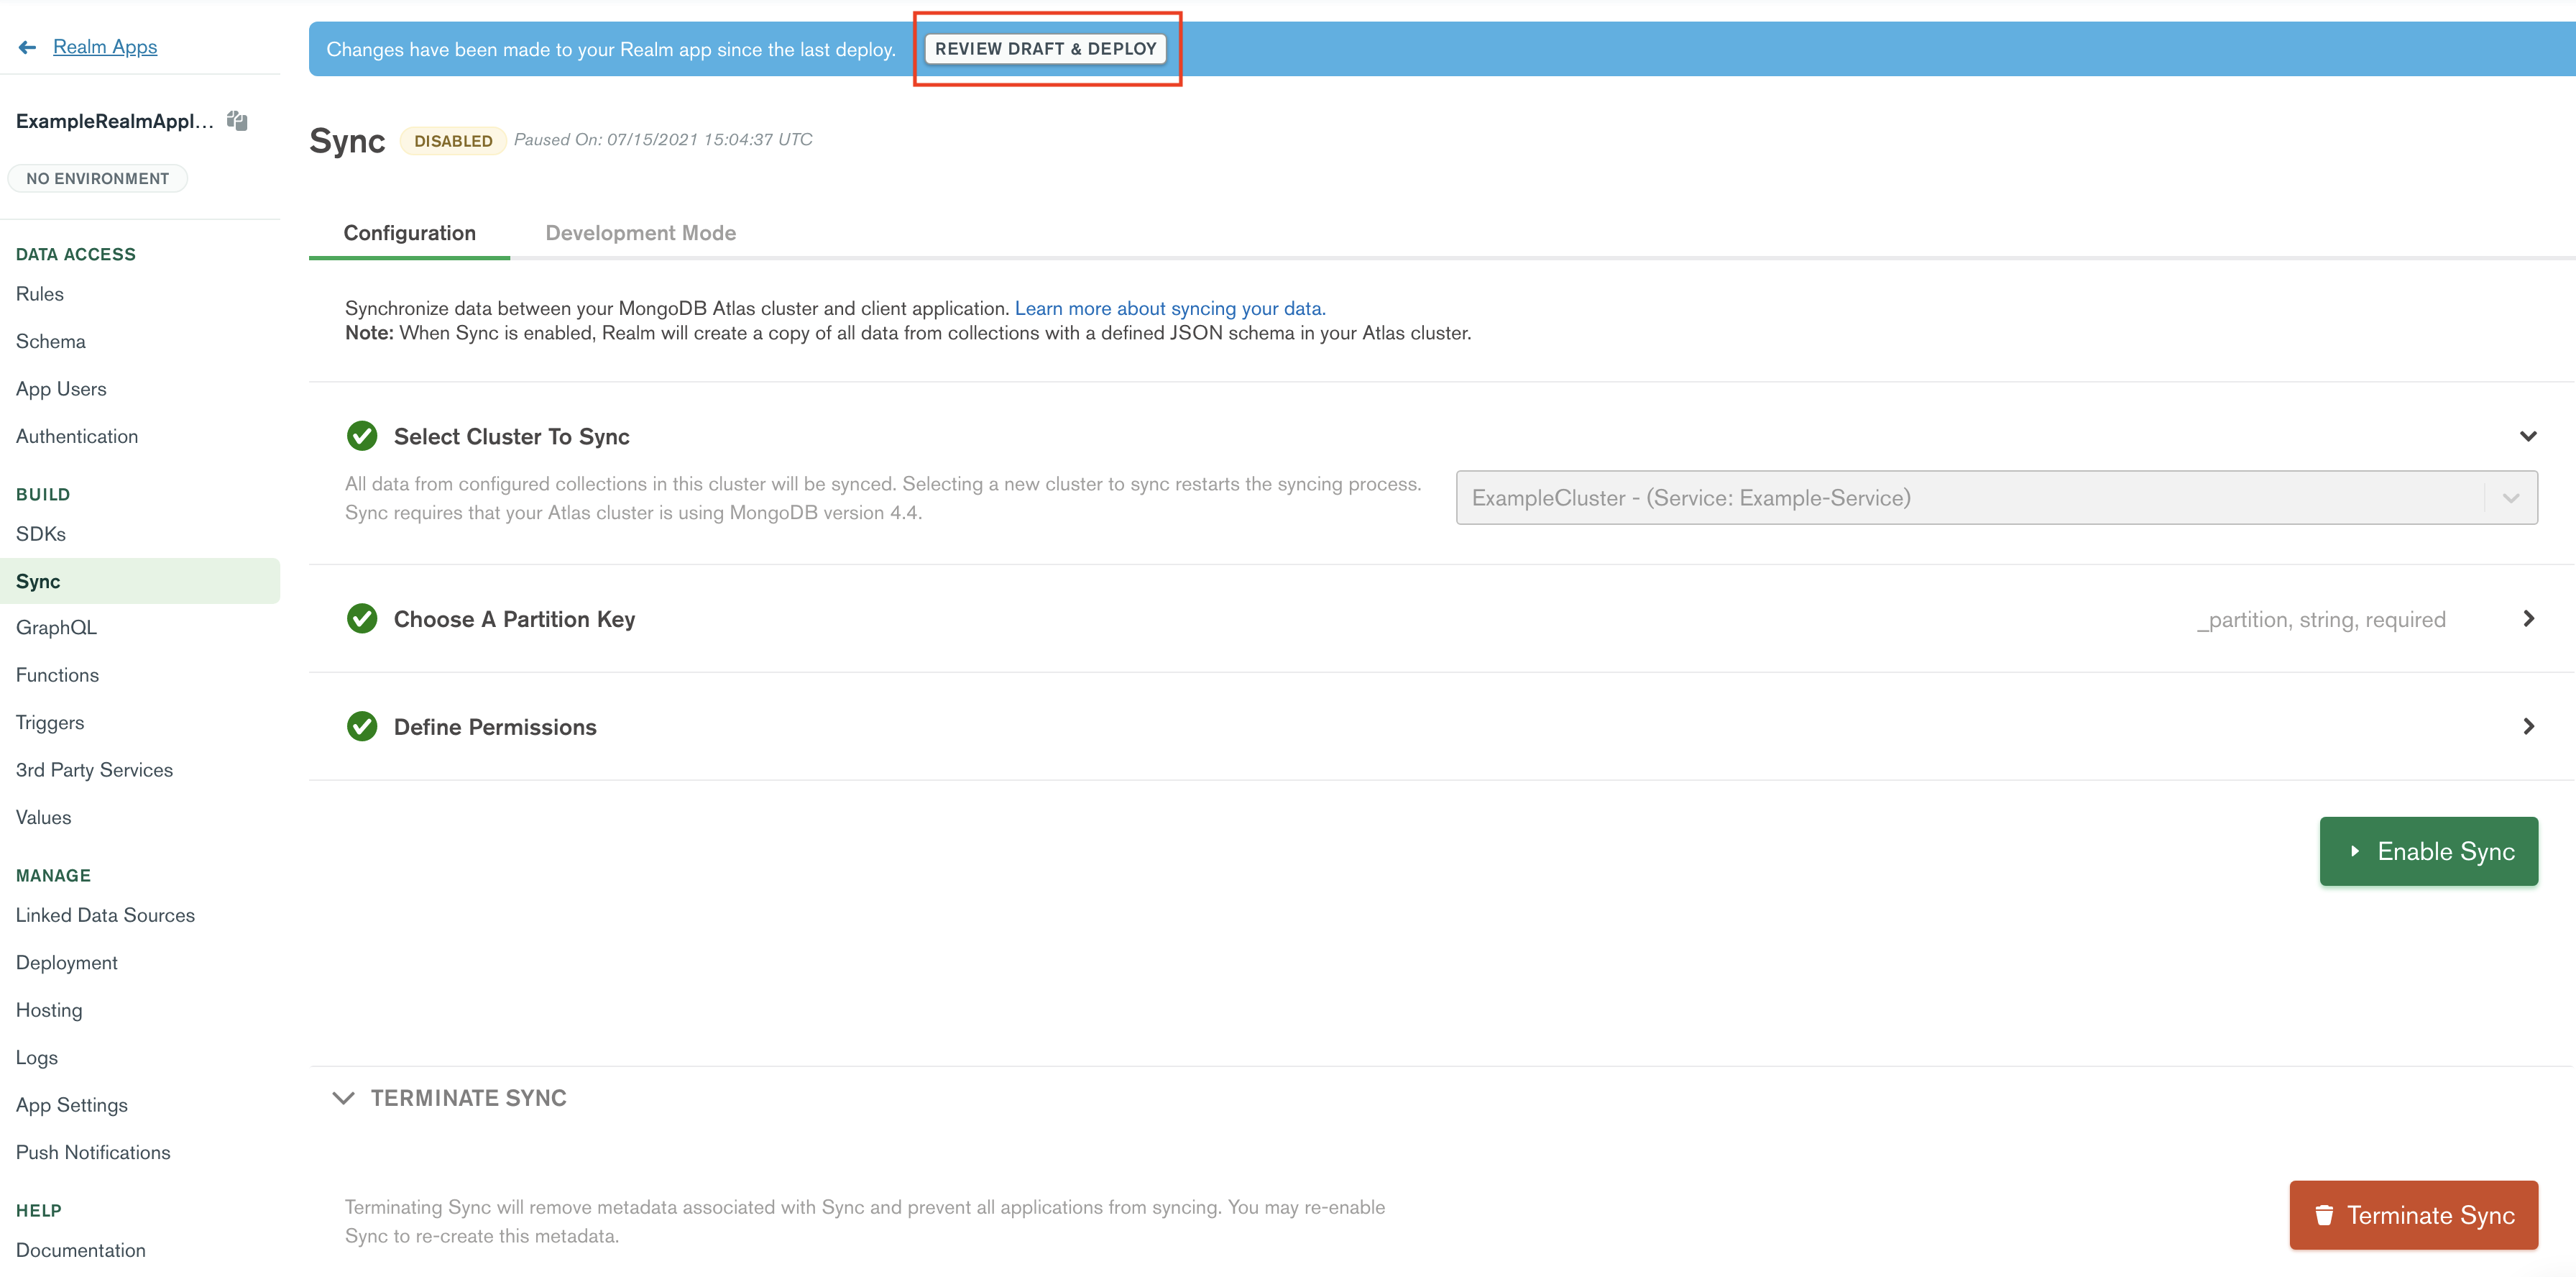 Realm Apps
ExampleRealmAppl...
NO ENVIRONMENT
DATA ACCESS
Rules
Schema
App Users
Authentication
BUILD
SDKs
Sync
GraphQL
Functions
Triggers
3rd Party Services
Values
MANAGE
Linked Data Sources
Deployment
Hosting
Logs
App Settings
Push Notifications
HELP
Documentation
Changes have been made to your Realm app since the last deploy. REVIEW DRAFT & DEPLOY
Sync DISABLED Paused On: 07/15/2021 15:04:37 UTC
Configuration Development Mode
Synchronize data between your MongoDB Atlas cluster and client application. Learn more about syncing your data.
Note: When Sync is enabled, Realm will create a copy of all data from collections with a defined JSON schema in your Atlas cluster.
Select Cluster To Sync
All data from configured collections in this cluster will be synced. Selecting a new cluster to sync restarts the syncing process.
Sync requires that your Atlas cluster is using MongoDB version 4.4.
ExampleCluster - (Service: Example-Service)
Choose A Partition Key _partition, string, required
Define Permissions
Enable Sync
TERMINATE SYNC
Terminating Sync will remove metadata associated with Sync and prevent all applications from syncing. You may re-enable
Sync to re-create this metadata.
Terminate Sync